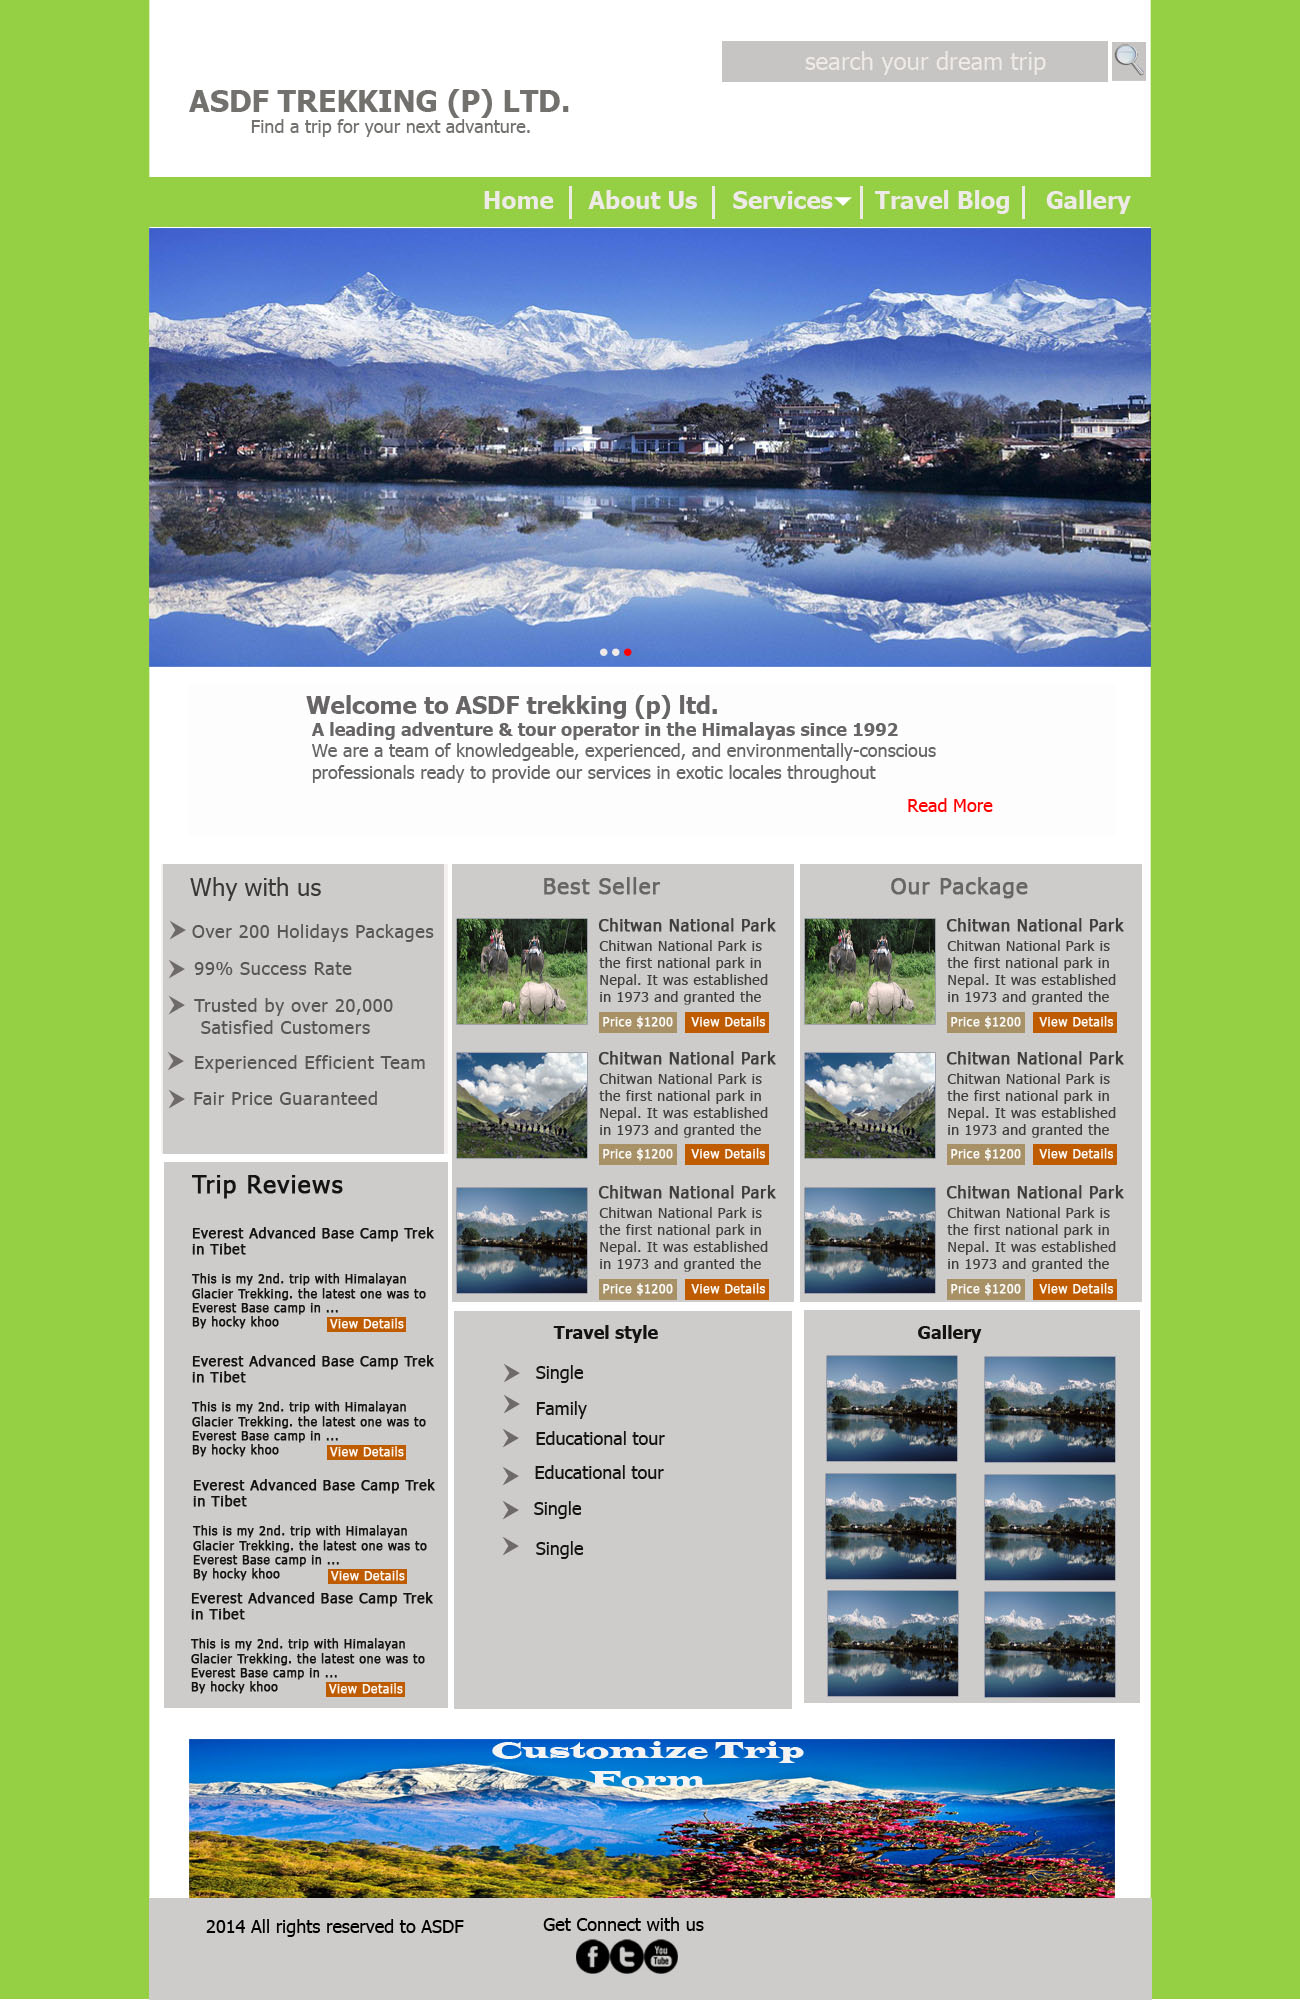 search your dream trip
ASDF TREKKING (P) LTD.
Find a trip for your next advanture.
Home
About Us
Services
Travel Blog
Gallery
Welcome to ASDF trekking (p) ltd.
A leading adventure & tour operator in the Himalayas since 1992
We are a team of knowledgeable, experienced, and environmentally-conscious
professionals ready to provide our services in exotic locales throughout
Read More
Why with us
Over 200 Holidays Packages
99% Success Rate
Trusted by over 20,000
Satisfied Customers
Experienced Efficient Team
Fair Price Guaranteed
Trip Reviews
Everest Advanced Base Camp Trek
in Tibet
This is my 2nd. trip with Himalayan
Glacier Trekking. the latest one was to
Everest Base camp in ...
By hocky khoo
View Details
Everest Advanced Base Camp Trek
in Tibet
This is my 2nd. trip with Himalayan
Glacier Trekking. the latest one was to
Everest Base camp in ...
By hocky khoo
View Details
Everest Advanced Base Camp Trek
in Tibet
This is my 2nd. trip with Himalayan
Glacier Trekking. the latest one was to
Everest Base camp in ...
By hocky khoo
View Details
Everest Advanced Base Camp Trek
in Tibet
This is my 2nd. trip with Himalayan
Glacier Trekking. the latest one was to
Everest Base camp in ...
By hocky khoo
View Details
Best Seller
Chitwan National Park
Chitwan National Park is
the first national park in
Nepal. It was established
in 1973 and granted the
Price $1200
View Details
Chitwan National Park
Chitwan National Park is
the first national park in
Nepal. It was established
in 1973 and granted the
Price $1200
View Details
Chitwan National Park
Chitwan National Park is
the first national park in
Nepal. It was established
in 1973 and granted the
Price $1200
View Details
Our Package
Chitwan National Park
Chitwan National Park is
the first national park in
Nepal. It was established
in 1973 and granted the
Price $1200
View Details
Chitwan National Park
Chitwan National Park is
the first national park in
Nepal. It was established
in 1973 and granted the
Price $1200
View Details
Chitwan National Park
Chitwan National Park is
the first national park in
Nepal. It was established
in 1973 and granted the
Price $1200
View Details
Travel style
Single
Family
Educational tour
Educational tour
Single
Single
Gallery
Customize Trip
Form
2014 All rights reserved to ASDF
Get Connect with us
You
Tube